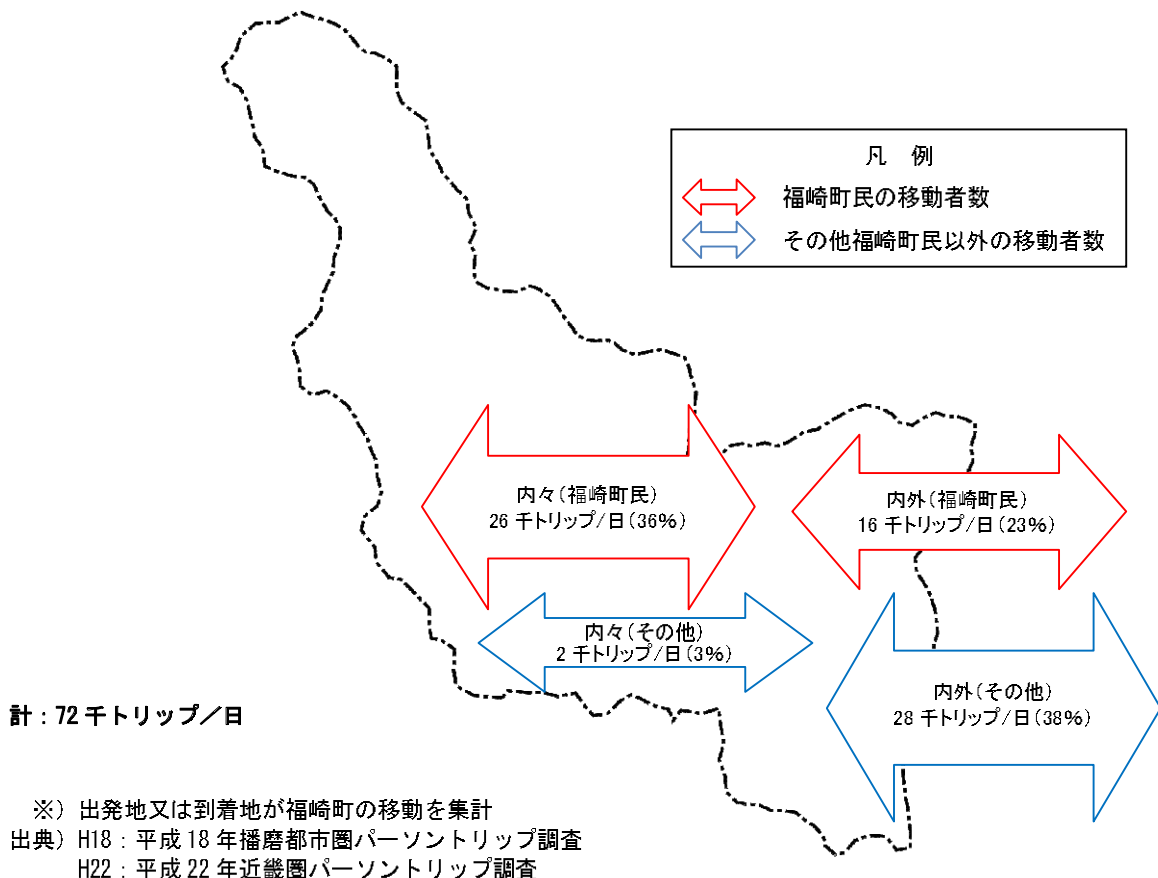 凡 例
福崎町民の移動者数
その他福崎町民以外の移動者数
内々(福崎町民)
26 千トリップ/日(36%)
内外(福崎町民)
16 千トリップ/日(23%)
内々(その他)
2 千トリップ/日(3%)
内外(その他)
28 千トリップ/日(38%)
計：72 千トリップ／日
※）出発地又は到着地が福崎町の移動を集計
出典）H18：平成 18 年播磨都市圏パーソントリップ調査
H22：平成 22 年近畿圏パーソントリップ調査